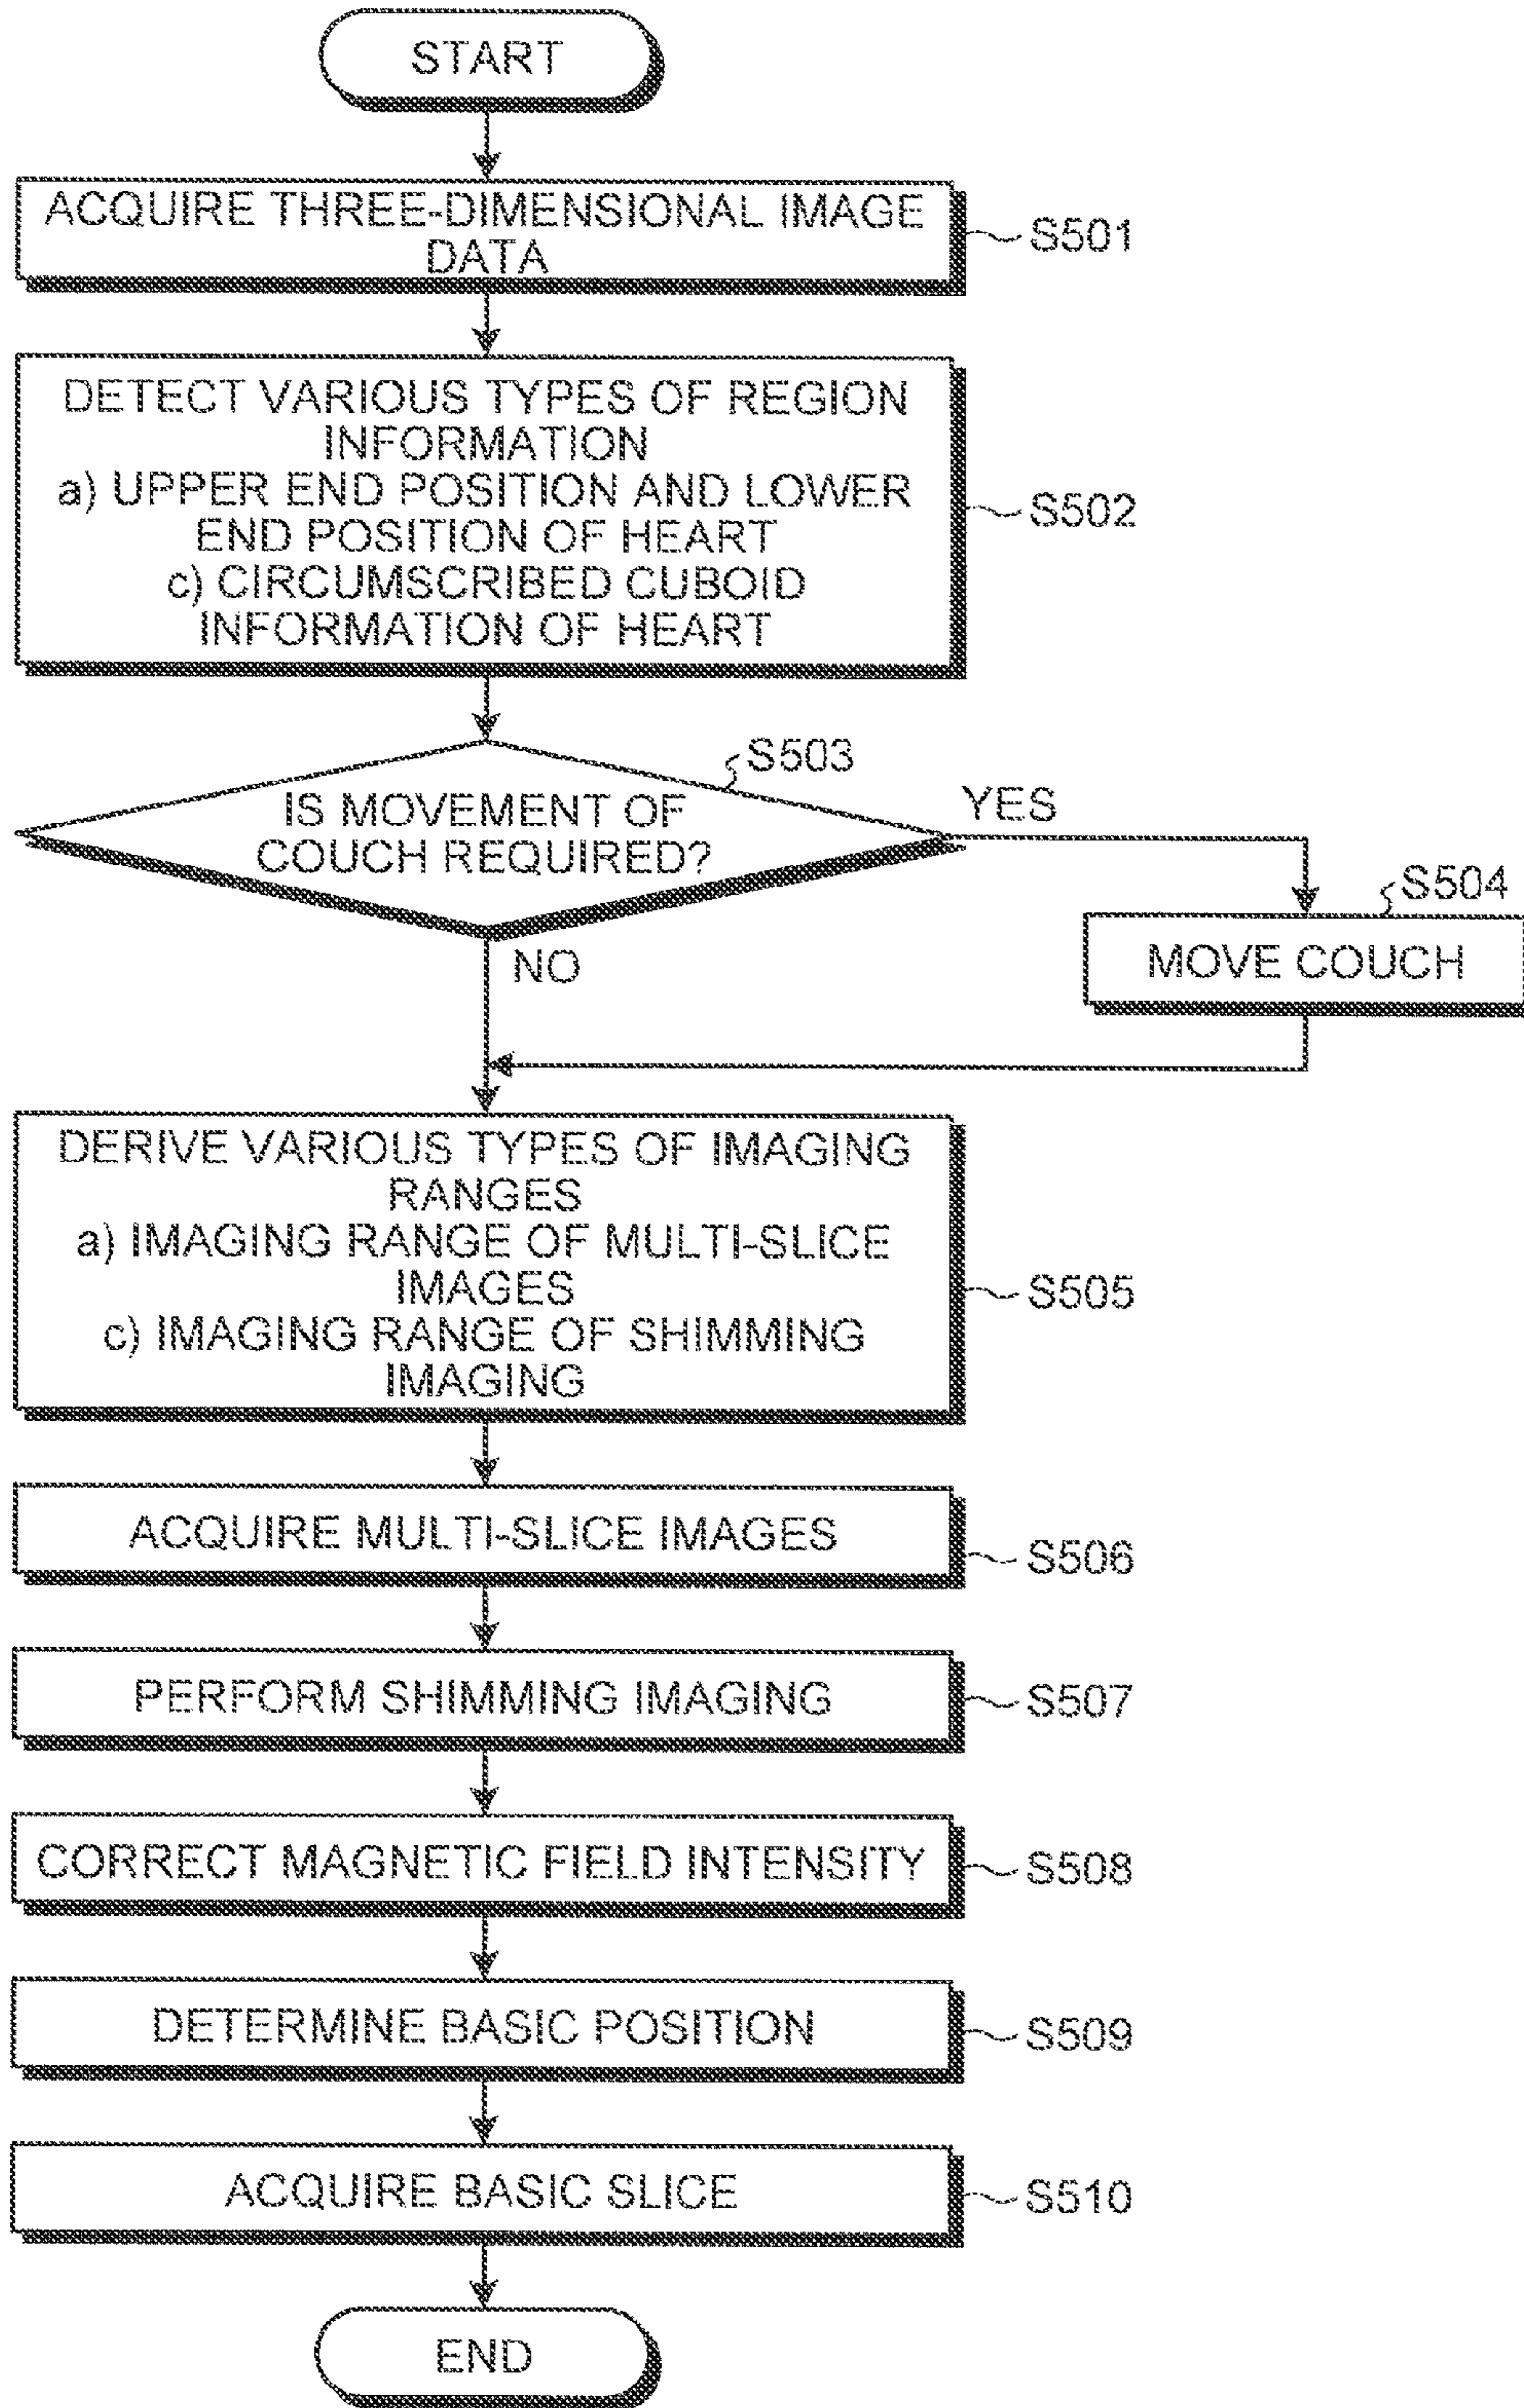 START
ACQUIRE THREE-DIMENSIONAL IMAGE
DATA
S501
DETECT VARIOUS TYPES OF REGION
INFORMATION
a) UPPER END POSITION AND LOWER
END POSITION OF HEART
c) CIRCUMSCRIBED CUBOID
INFORMATION OF HEART
S502
S503
IS MOVEMENT OF
COUCH REQUIRED?
YES
S504
MOVE COUCH
NO
DERIVE VARIOUS TYPES OF IMAGING
RANGES
a) IMAGING RANGE OF MULTI-SLICE
IMAGES
c) IMAGING RANGE OF SHIMMING
IMAGING
S505
ACQUIRE MULTI-SLICE IMAGES
S506
PERFORM SHIMMING IMAGING
S507
CORRECT MAGNETIC FIELD INTENSITY
S508
DETERMINE BASIC POSITION
S509
ACQUIRE BASIC SLICE
S510
END